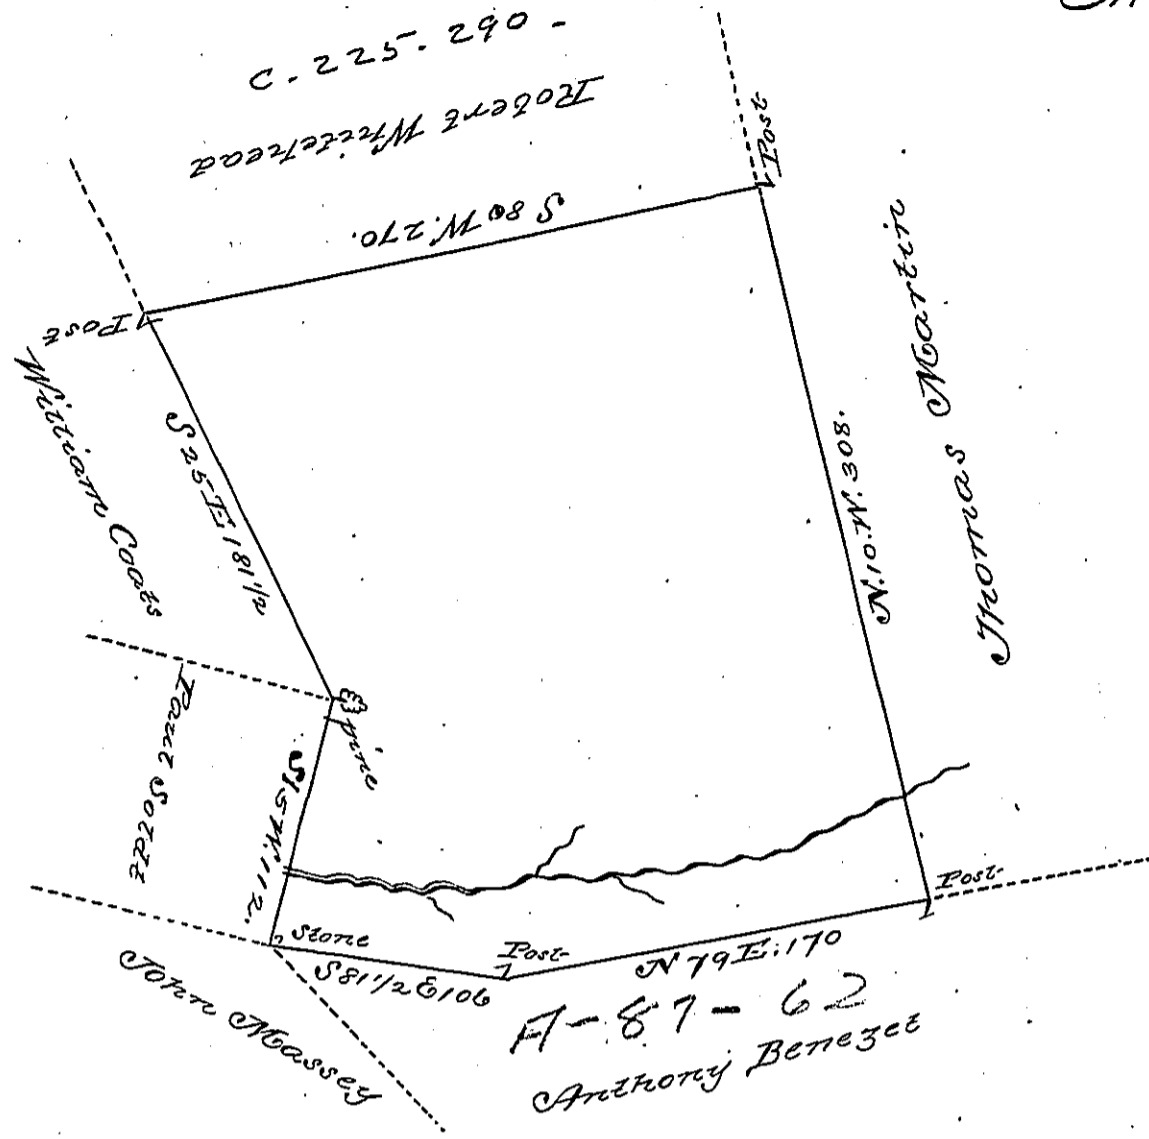 C-225-290-
Robert Whitehead
S 80 W. 270.
Post
Post
William Coats
S 25 E 181 1/2
Thomas Martin
N. 10. W. 308.
pine
S 15 W. 112.
Stone
John Massey
S 81 1/2 E 106
Post
N 79 E: 170
Post
A-87-62
Anthony Benezet